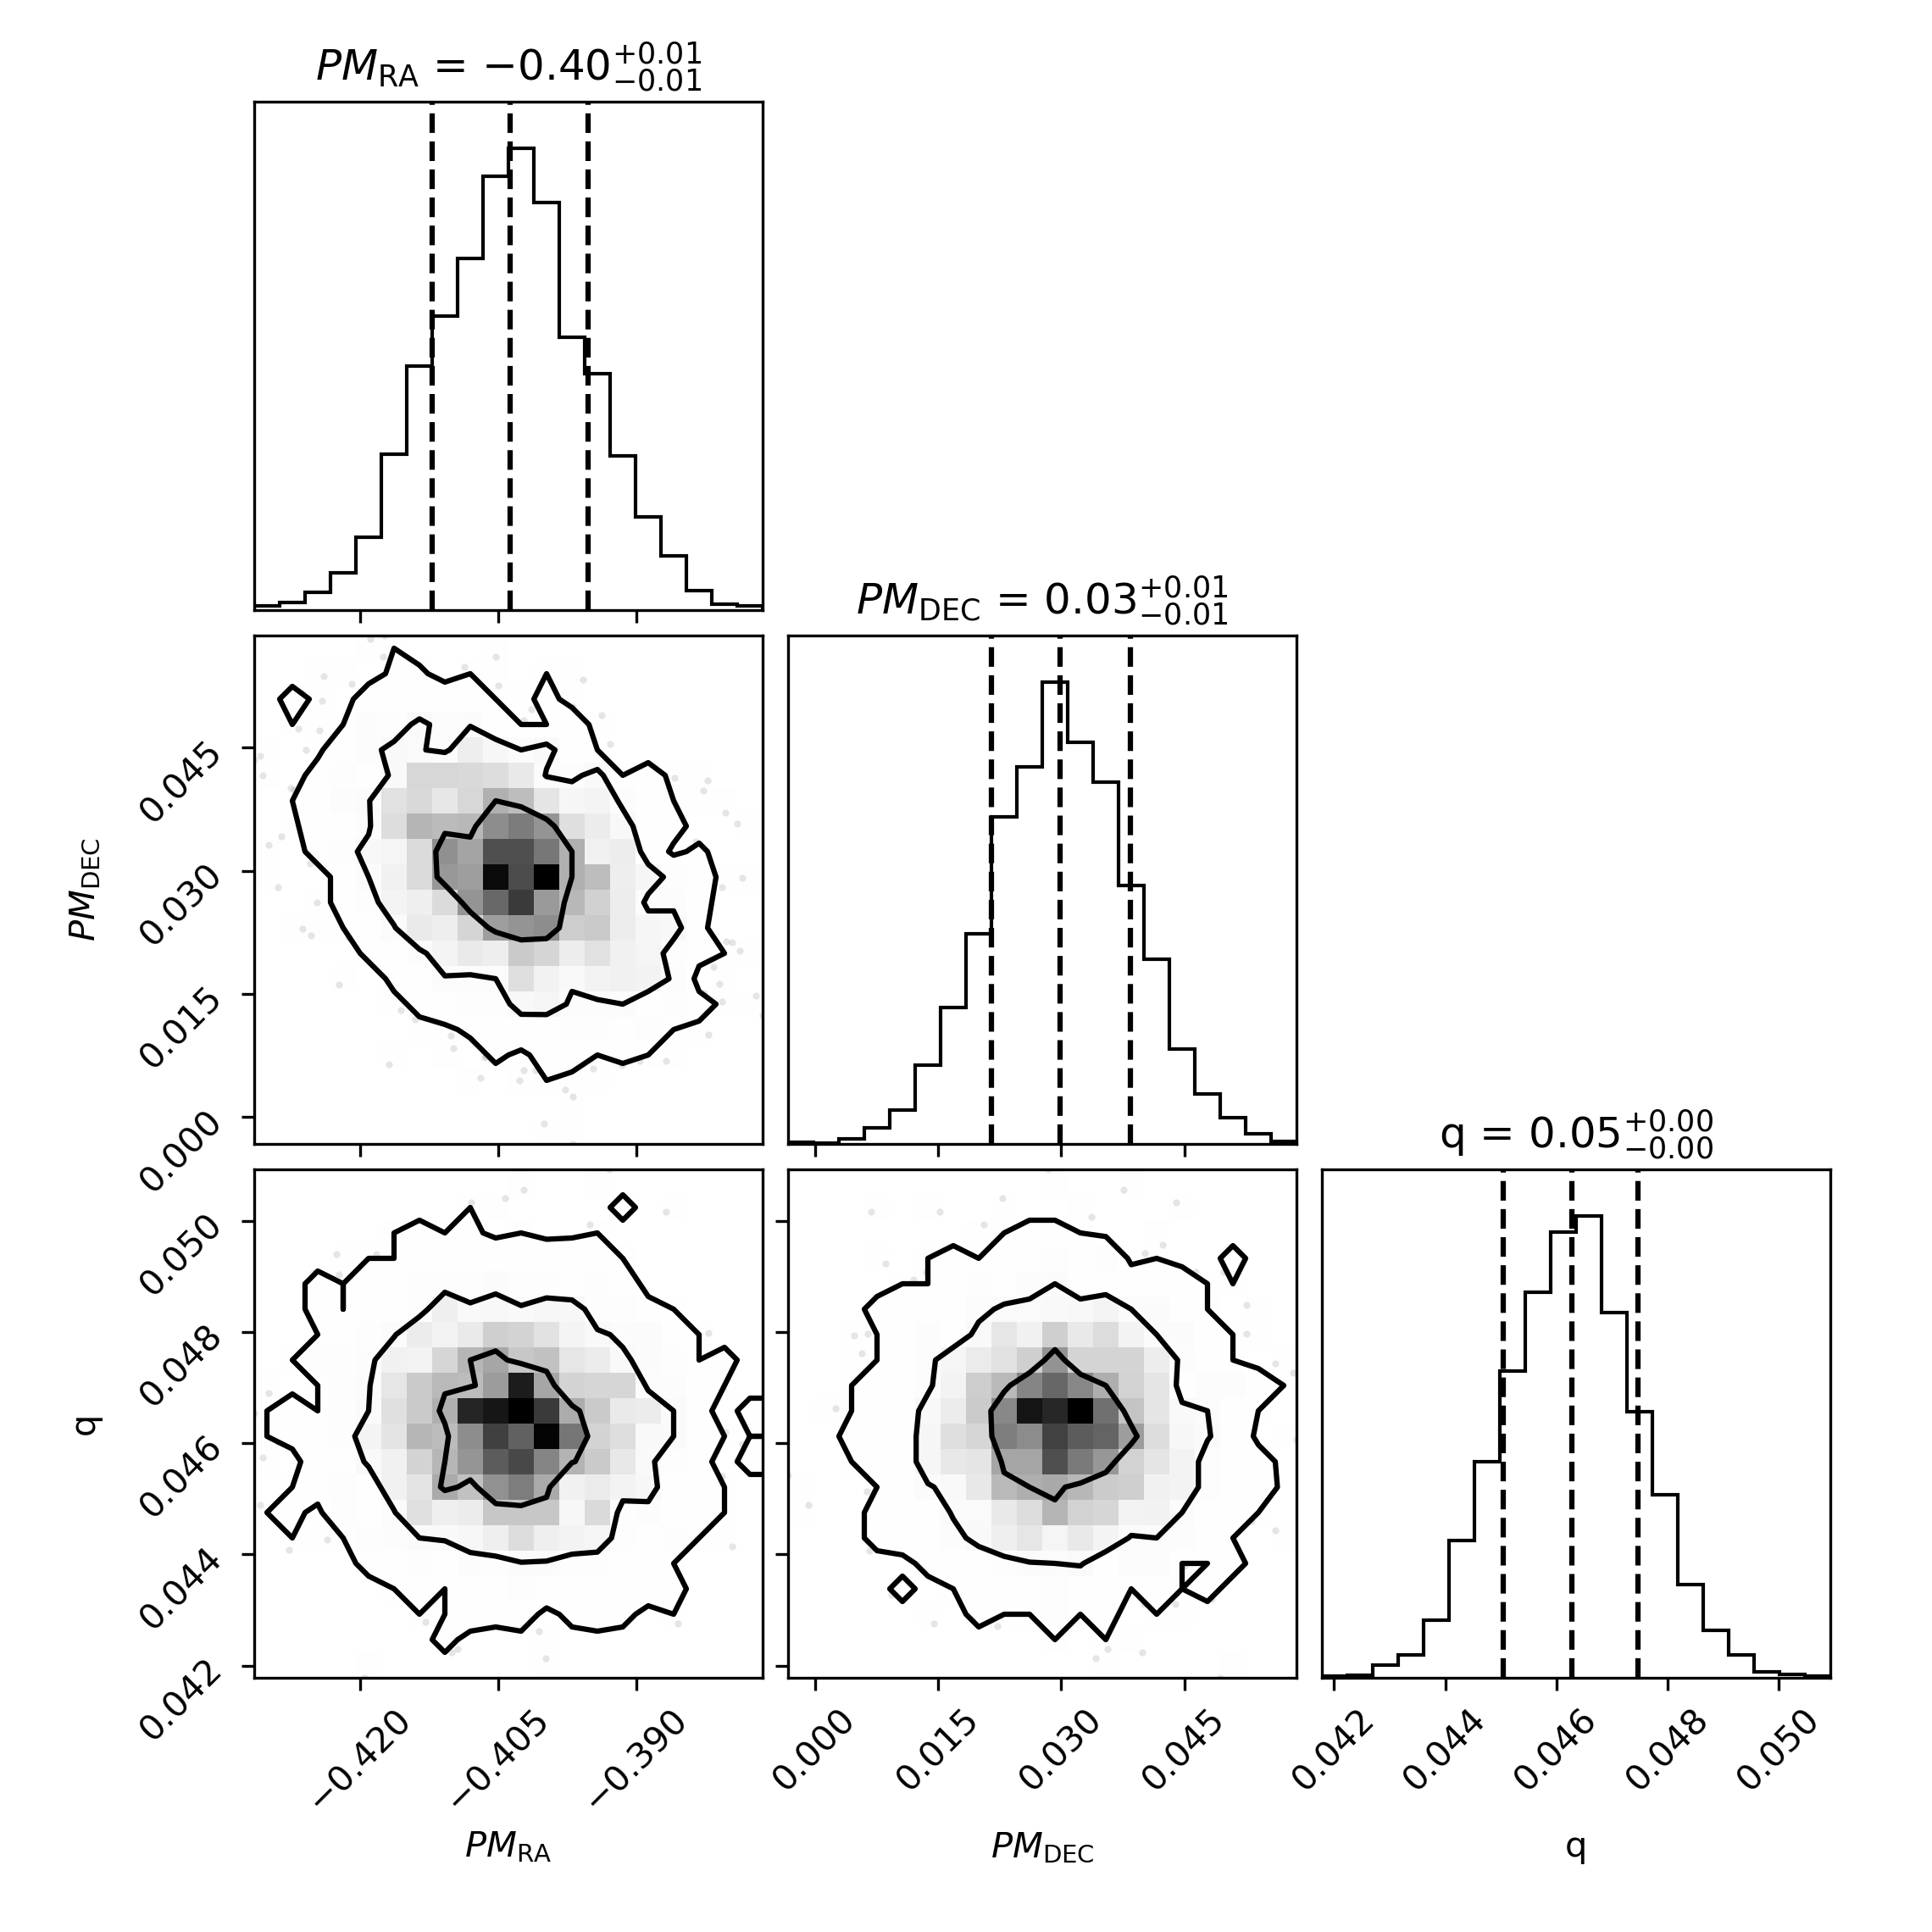 PM_RA = −0.40 +0.01 −0.01
PM_DEC = 0.03 +0.01 −0.01
PM_DEC
0.045
0.030
0.015
0.000
q = 0.05 +0.00 −0.00
q
0.050
0.048
0.046
0.044
0.042
−0.420 −0.405 −0.390 0.000 0.015 0.030 0.045 0.042 0.044 0.046 0.048 0.050
PM_RA PM_DEC q